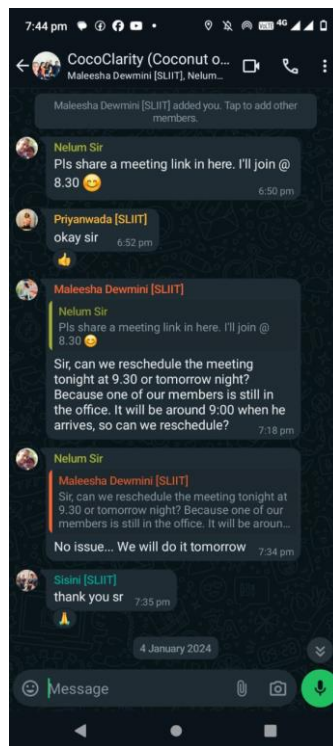 7:44 pm
4G
CocoClarity (Coconut o...
Maleesha Dewmini [SLIIT], Nelum...
Maleesha Dewmini [SLIIT] added you. Tap to add other
members.
Nelum Sir
Pls share a meeting link in here. I'll join @
8.30 😊
6:50 pm
Priyanwada [SLIIT]
okay sir
6:52 pm
👍
Maleesha Dewmini [SLIIT]
Nelum Sir
Pls share a meeting link in here. I'll join @
8.30 😊
Sir, can we reschedule the meeting
tonight at 9.30 or tomorrow night?
Because one of our members is still in
the office. It will be around 9:00 when he
arrives, so can we reschedule?
7:18 pm
Nelum Sir
Maleesha Dewmini [SLIIT]
Sir, can we reschedule the meeting tonight at
9.30 or tomorrow night? Because one of our
members is still in the office. It will be aroun...
No issue... We will do it tomorrow
7:34 pm
Sisini [SLIIT]
thank you sr
7:35 pm
🙏
4 January 2024
Message